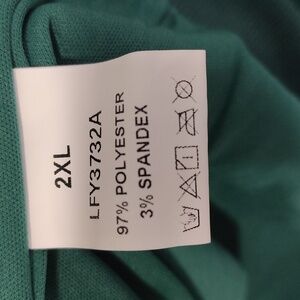 2XL
LFY3732A
97% POLYESTER
3% SPANDEX